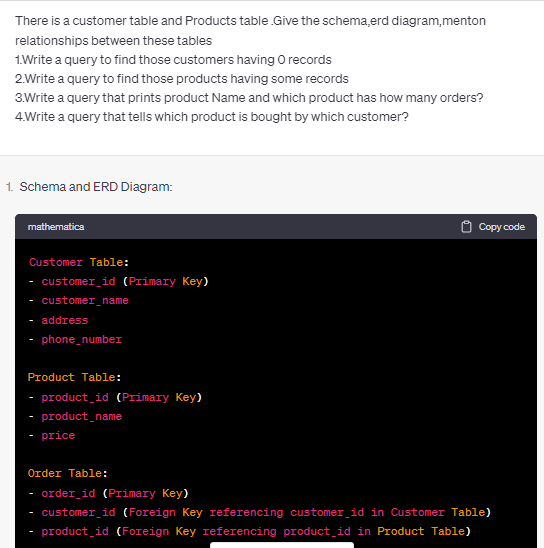 There is a customer table and Products table .Give the schema,erd diagram,menton
relationships between these tables
1.Write a query to find those customers having 0 records
2.Write a query to find those products having some records
3.Write a query that prints product Name and which product has how many orders?
4.Write a query that tells which product is bought by which customer?
1. Schema and ERD Diagram:
mathematica Copy code
Customer Table:
- customer_id (Primary Key)
- customer_name
- address
- phone_number
Product Table:
- product_id (Primary Key)
- product_name
- price
Order Table:
- order_id (Primary Key)
- customer_id (Foreign Key referencing customer_id in Customer Table)
- product_id (Foreign Key referencing product_id in Product Table)